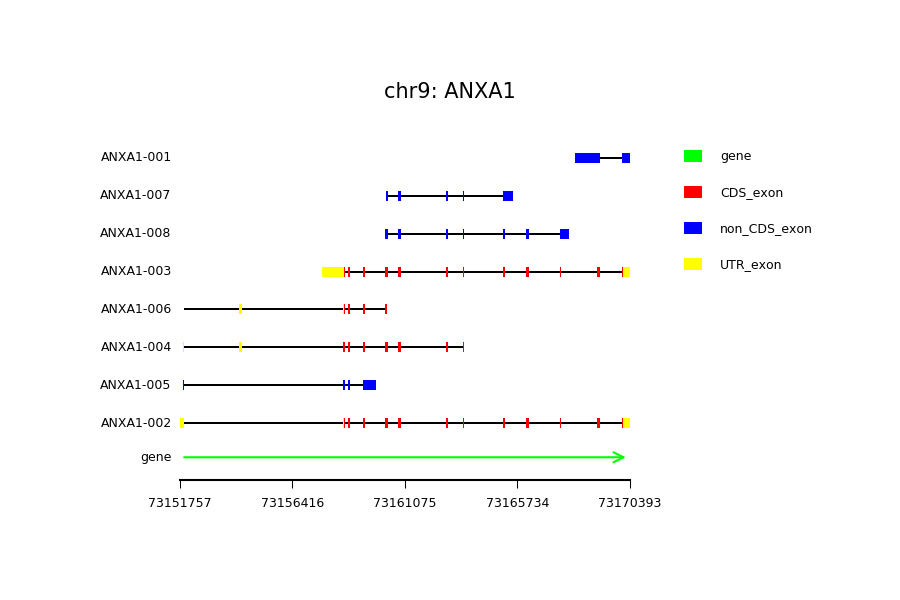 chr9: ANXA1
ANXA1-001
ANXA1-007
ANXA1-008
ANXA1-003
ANXA1-006
ANXA1-004
ANXA1-005
ANXA1-002
gene
73151757 73156416 73161075 73165734 73170393
gene
CDS_exon
non_CDS_exon
UTR_exon